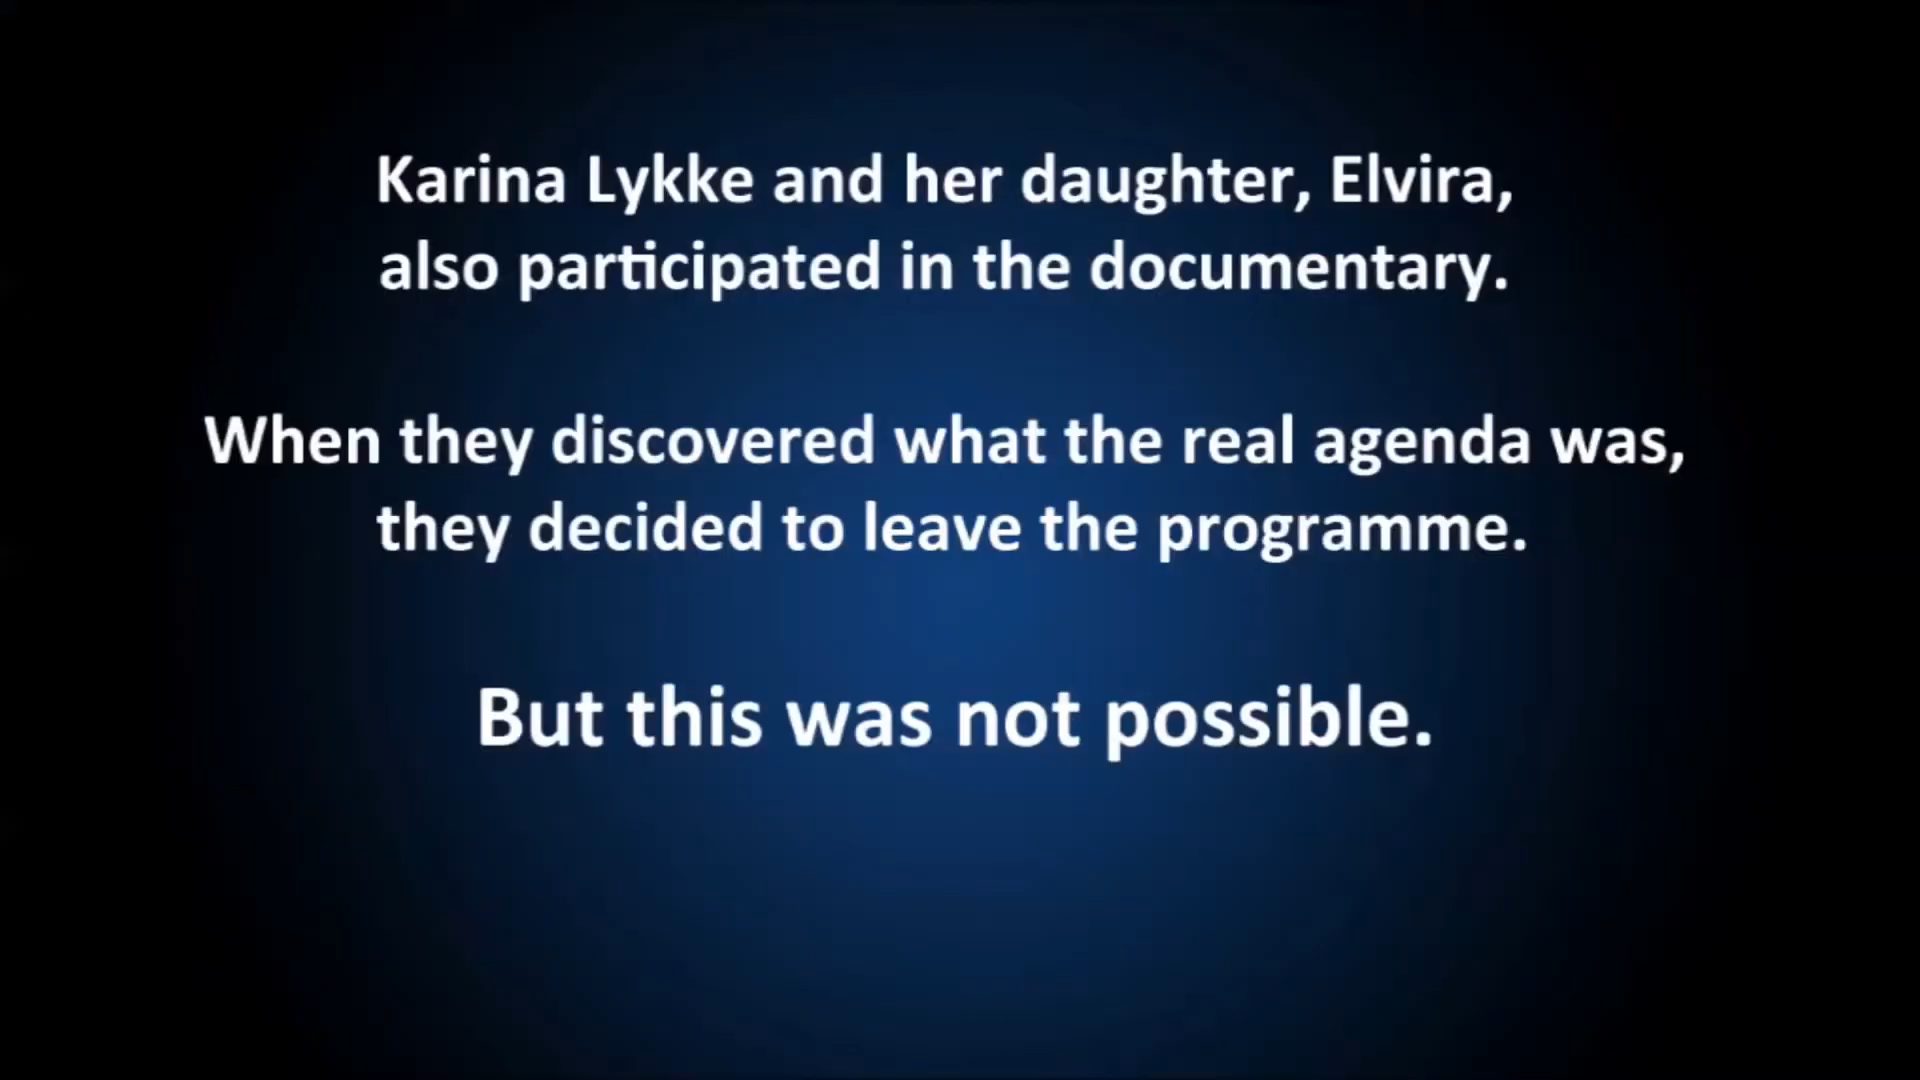 Karina Lykke and her daughter, Elvira,
also participated in the documentary.
When they discovered what the real agenda was,
they decided to leave the programme.
But this was not possible.